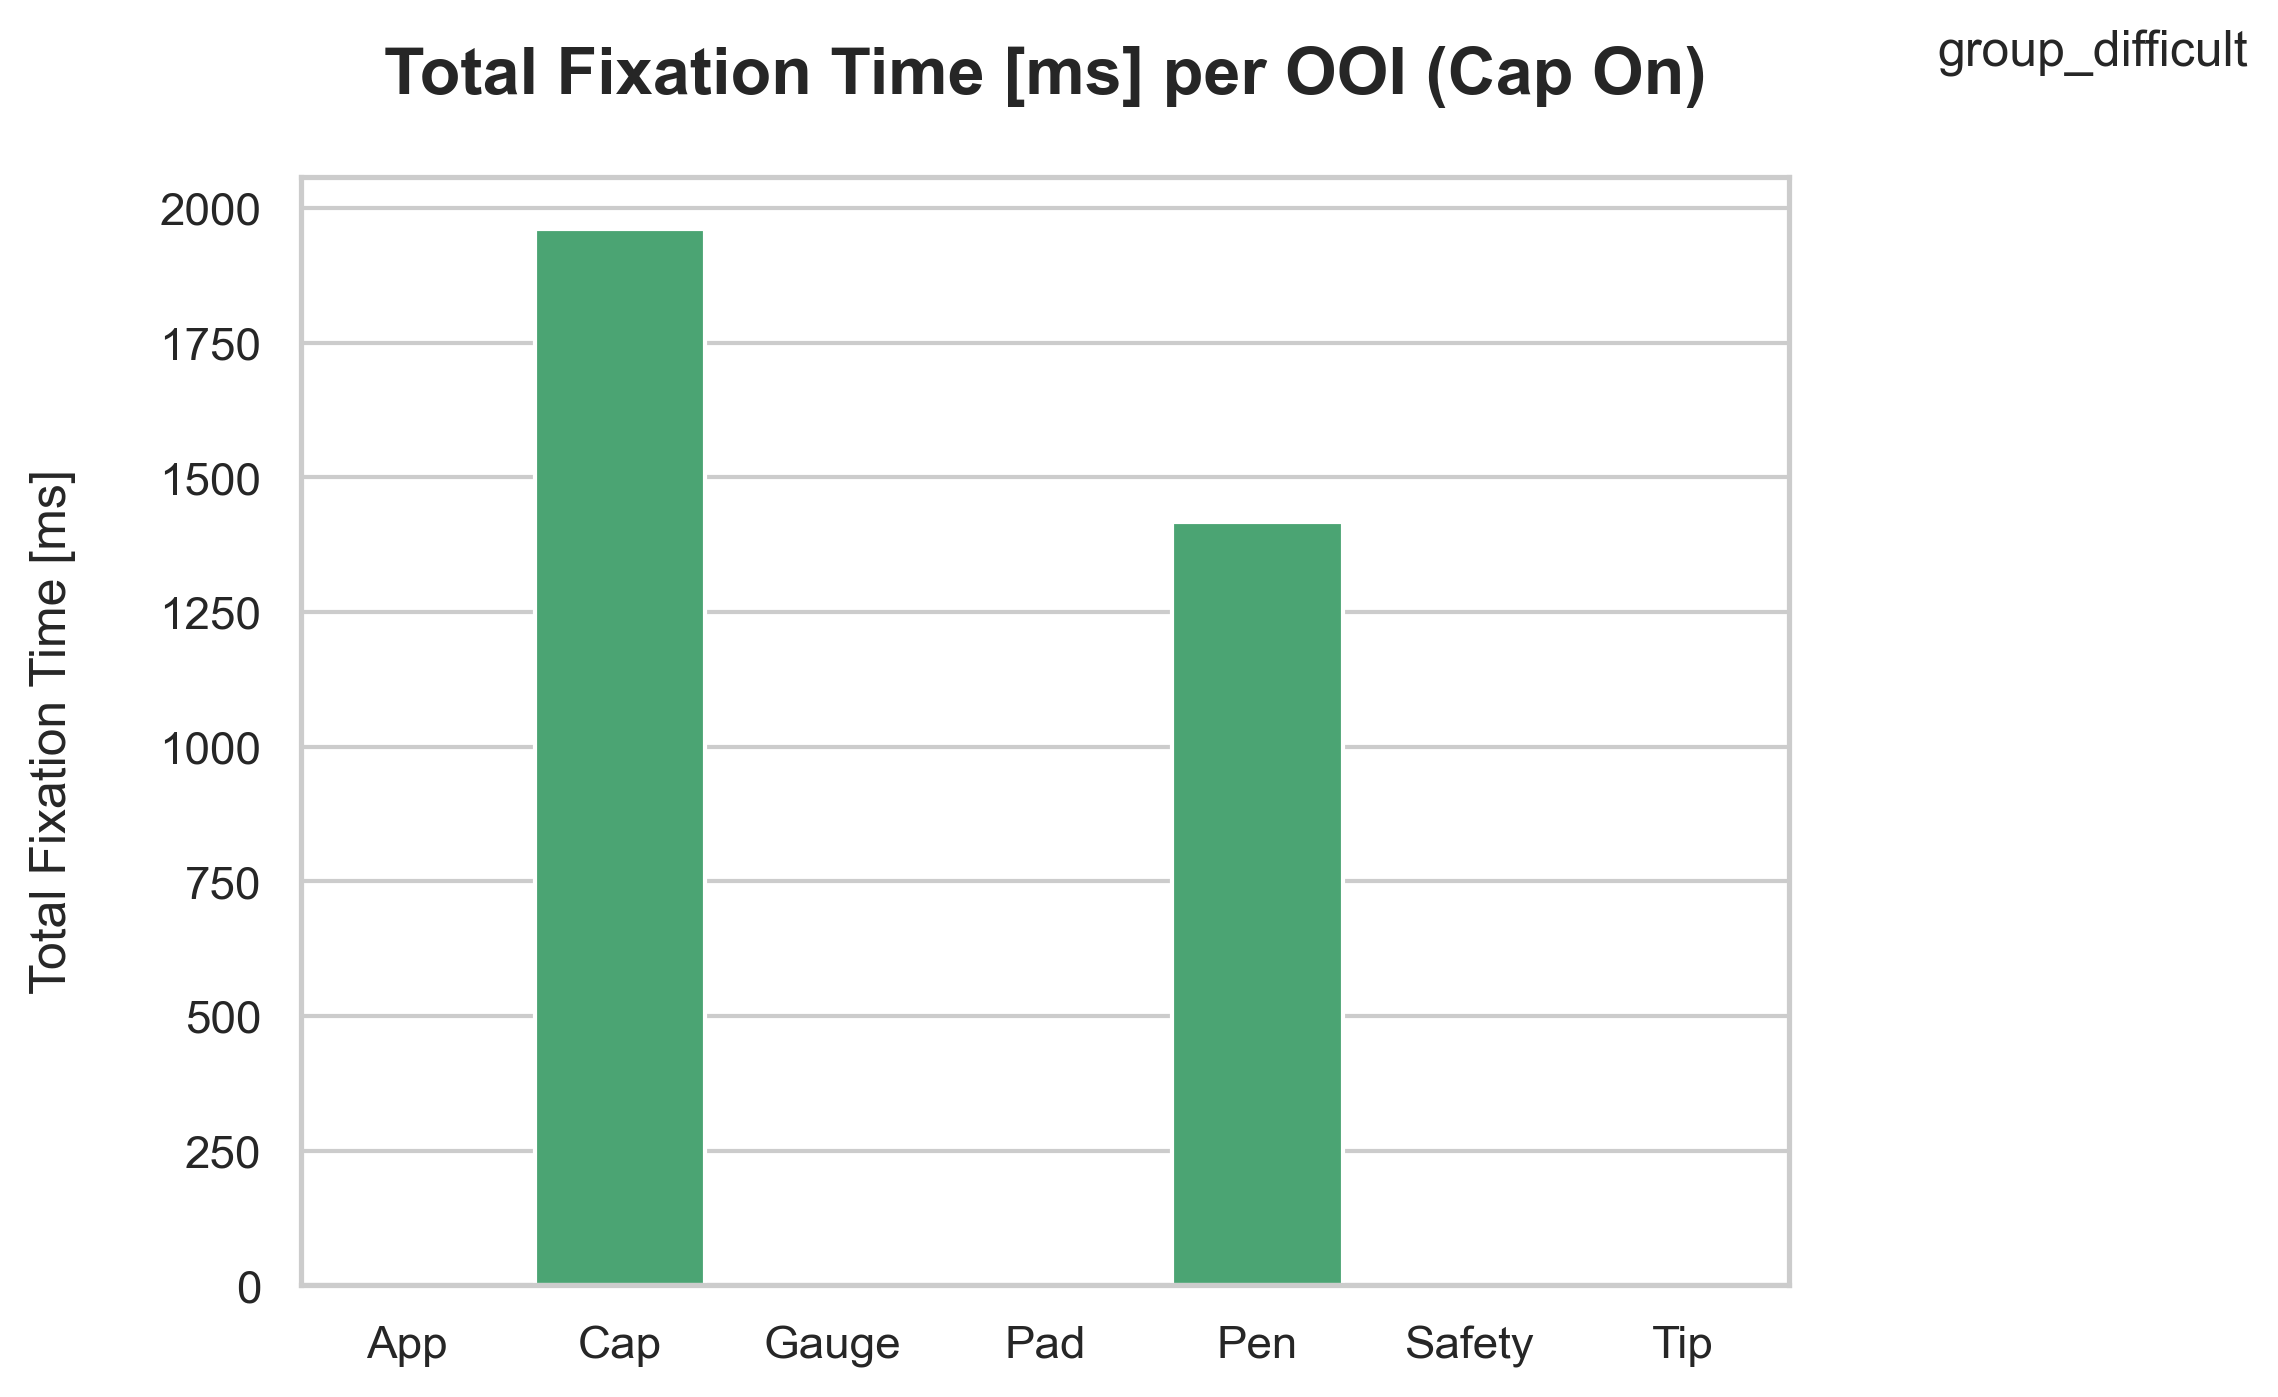 group_difficult
Total Fixation Time [ms] per OOI (Cap On)
Total Fixation Time [ms]
2000
1750
1500
1250
1000
750
500
250
0
App Cap Gauge Pad Pen Safety Tip